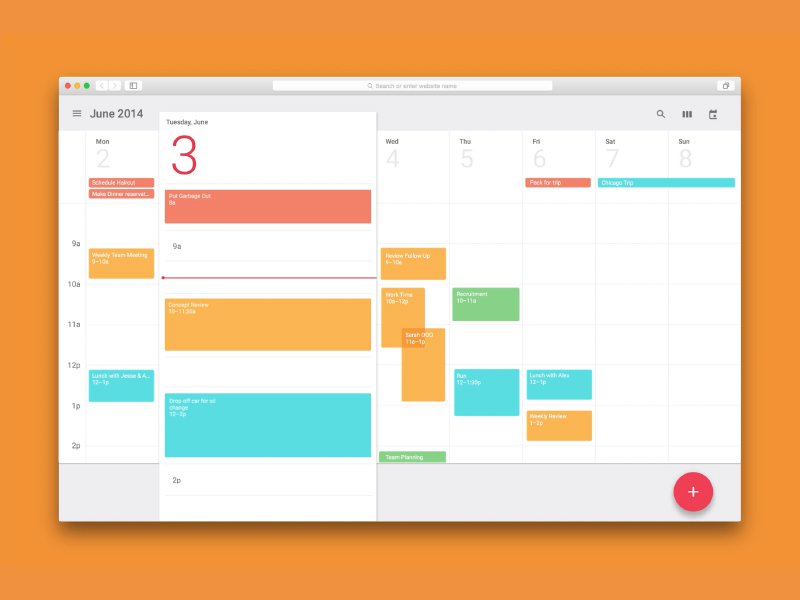 Search or enter website name
June 2014
Mon
2
Schedule Haircut
Make Dinner reservat...
Tuesday, June
3
Wed
4
Thu
5
Fri
6
Sat
7
Sun
8
Pack for trip
Chicago Trip
9a
10a
11a
12p
1p
2p
Weekly Team Meeting
9–10a
Lunch with Jesse & A...
12–1p
Put Garbage Out
8a
9a
Concept Review
10–11:30a
Drop off car for oil
change
12–2p
2p
Review Follow Up
9–10a
Work Time
10a–12p
Sarah OOO
11a–1p
Team Planning
Recruitment
10–11a
Run
12–1:30p
Lunch with Alex
12–1p
Weekly Review
1–2p
+